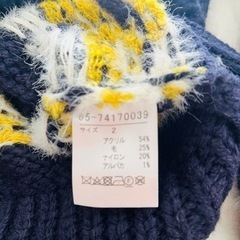 65-74170039
サイズ 2
アクリル 54%
毛 25%
ナイロン 20%
アルパカ 1%